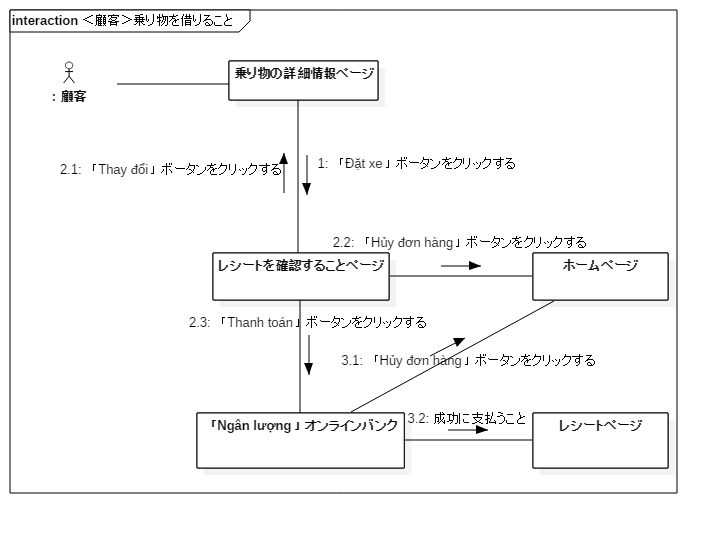 interaction ＜顧客＞乗り物を借りること
乗り物の詳細情報ページ
: 顧客
1: 「Đặt xe」ボタンをクリックする
2.1: 「Thay đổi」ボタンをクリックする
2.2: 「Hủy đơn hàng」ボタンをクリックする
レシートを確認することページ
ホームページ
2.3: 「Thanh toán」ボタンをクリックする
3.1: 「Hủy đơn hàng」ボタンをクリックする
3.2: 成功に支払うこと
「Ngân lượng」オンラインバンク
レシートページ